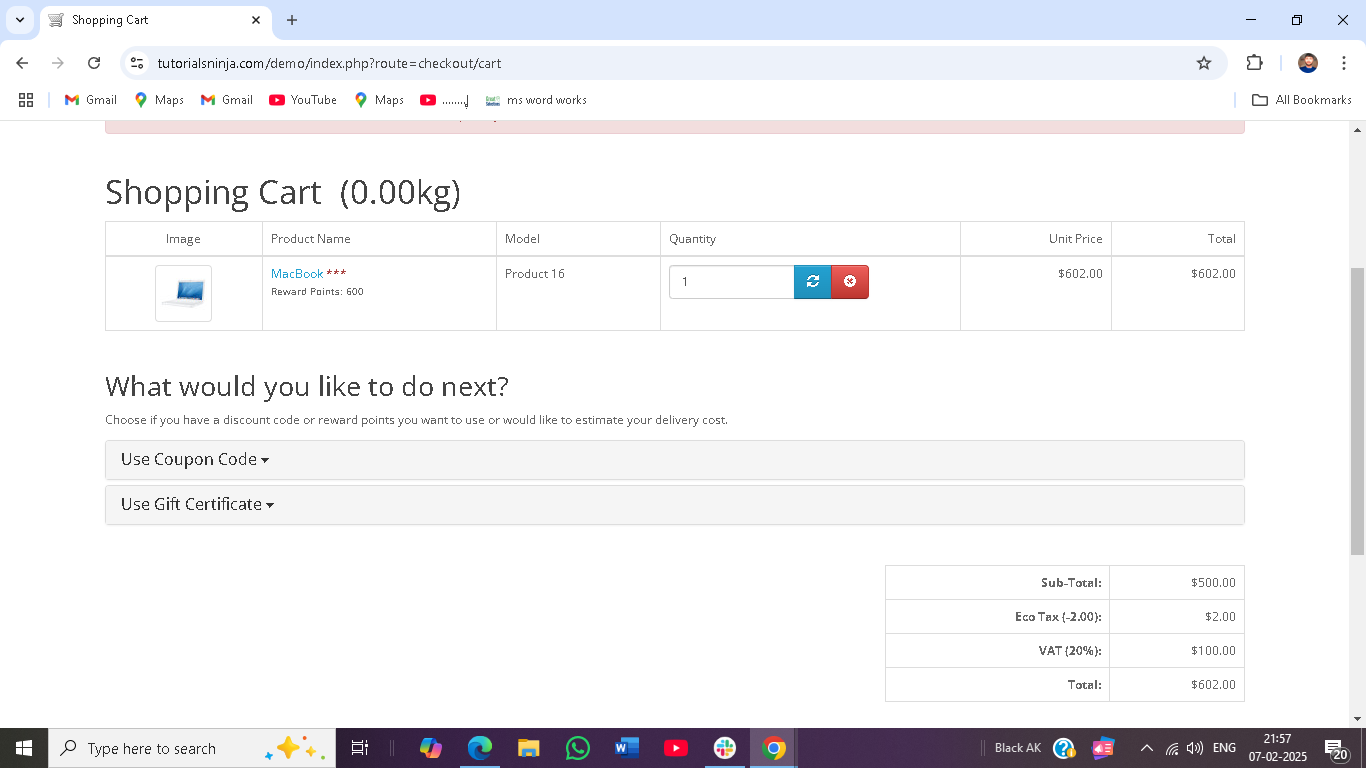 Shopping Cart
tutorialsninja.com/demo/index.php?route=checkout/cart
Gmail Maps Gmail YouTube Maps ........إ ms word works All Bookmarks
Shopping Cart (0.00kg)
Image Product Name Model Quantity Unit Price Total
MacBook *** Product 16 1 $602.00 $602.00
Reward Points: 600
What would you like to do next?
Choose if you have a discount code or reward points you want to use or would like to estimate your delivery cost.
Use Coupon Code
Use Gift Certificate
Sub-Total: $500.00
Eco Tax (-2.00): $2.00
VAT (20%): $100.00
Total: $602.00
Type here to search
Black AK
ENG
21:57
07-02-2025
20